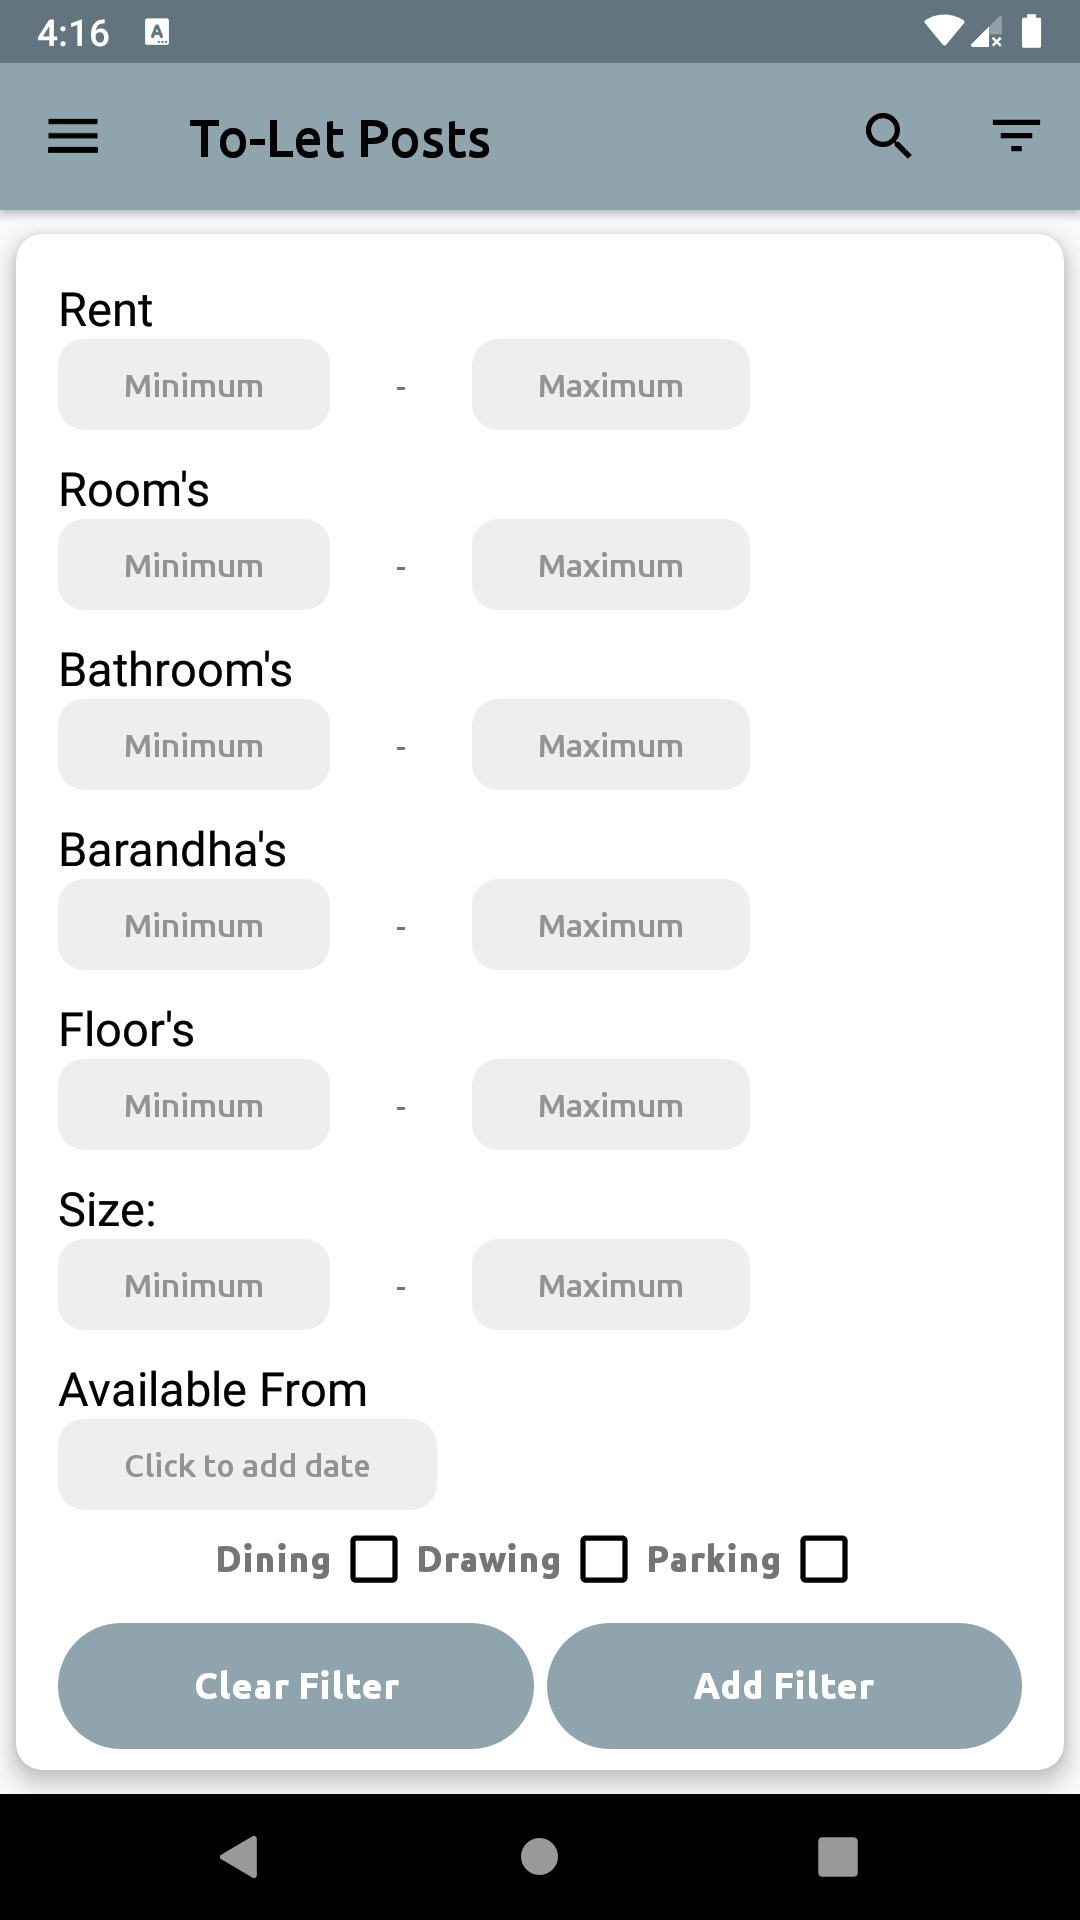 4:16
To-Let Posts
Rent
Minimum - Maximum
Room's
Minimum - Maximum
Bathroom's
Minimum - Maximum
Barandha's
Minimum - Maximum
Floor's
Minimum - Maximum
Size:
Minimum - Maximum
Available From
Click to add date
Dining Drawing Parking
Clear Filter Add Filter